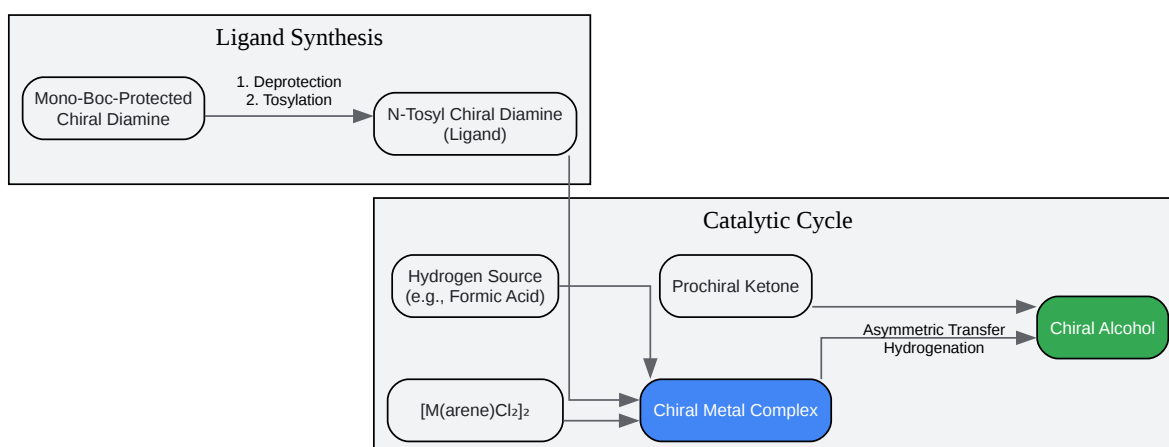 Ligand Synthesis
Mono-Boc-Protected
Chiral Diamine
1. Deprotection
2. Tosylation
N-Tosyl Chiral Diamine
(Ligand)
Catalytic Cycle
Hydrogen Source
(e.g., Formic Acid)
Prochiral Ketone
Chiral Alcohol
Asymmetric Transfer
Hydrogenation
[M(arene)Cl₂]₂
Chiral Metal Complex